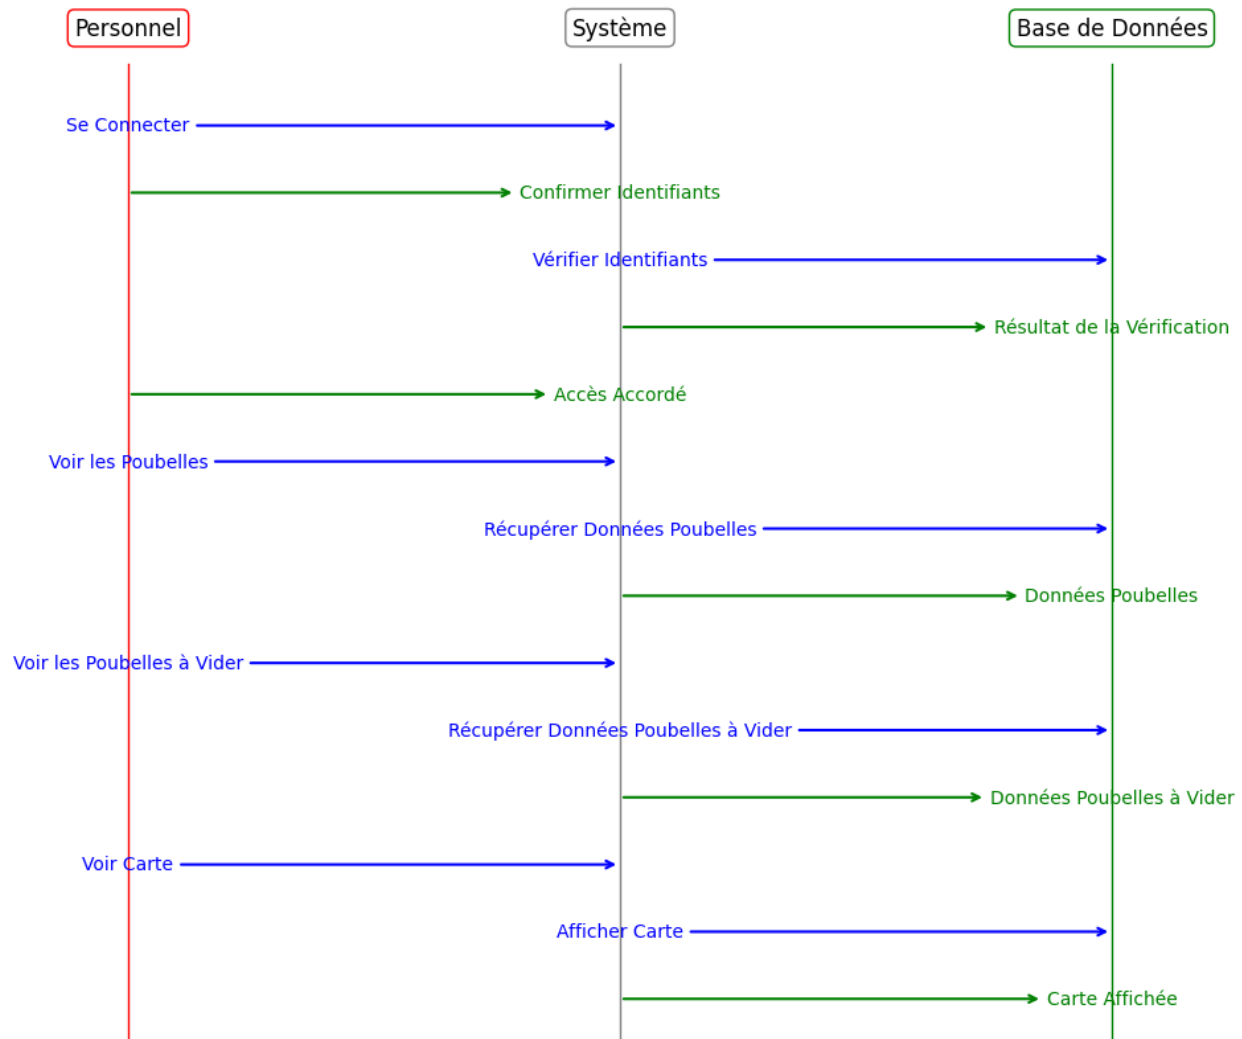 Personnel
Système
Base de Données
Se Connecter
Confirmer Identifiants
Vérifier Identifiants
Résultat de la Vérification
Accès Accordé
Voir les Poubelles
Récupérer Données Poubelles
Données Poubelles
Voir les Poubelles à Vider
Récupérer Données Poubelles à Vider
Données Poubelles à Vider
Voir Carte
Afficher Carte
Carte Affichée